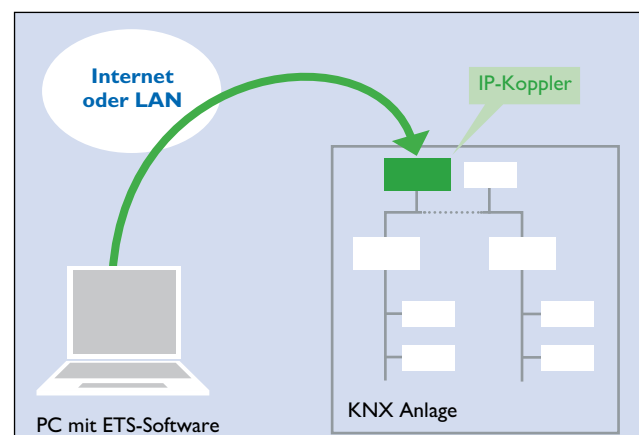 Internet
oder LAN
IP-Koppler
KNX Anlage
PC mit ETS-Software